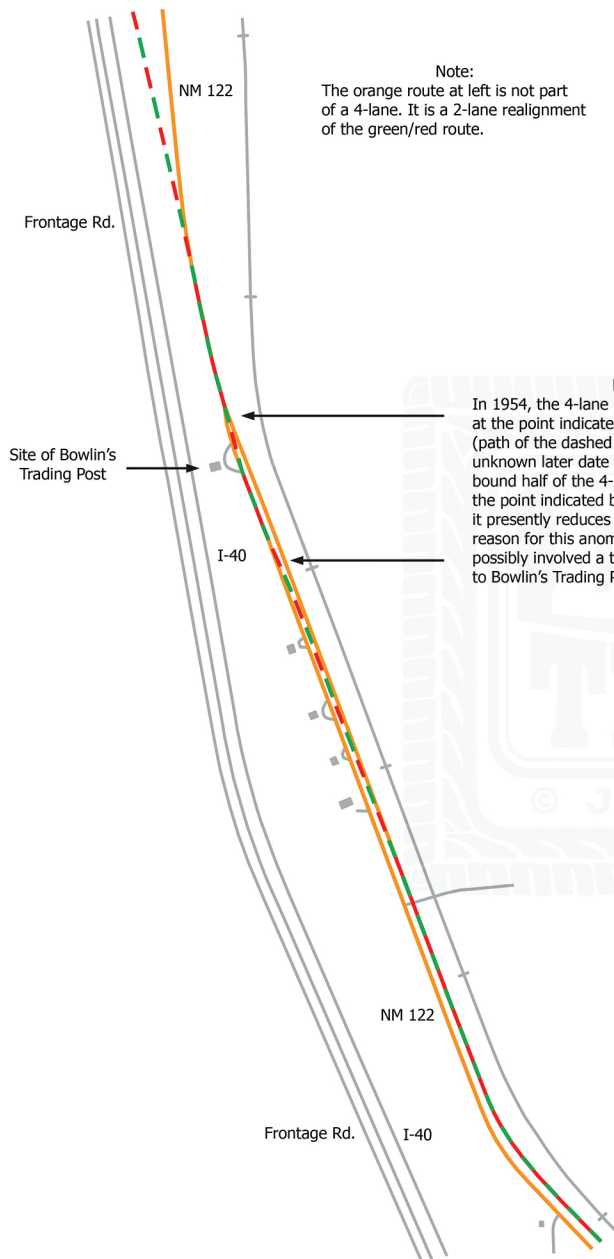 NM 122
Note:
The orange route at left is not part
of a 4-lane. It is a 2-lane realignment
of the green/red route.
Frontage Rd.
In 1954, the 4-lane
at the point indicate
(path of the dashed
unknown later date
bound half of the 4-
the point indicated b
it presently reduces
reason for this anom
possibly involved a t
to Bowlin's Trading P
Site of Bowlin's
Trading Post
I-40
© J
NM 122
Frontage Rd.
I-40